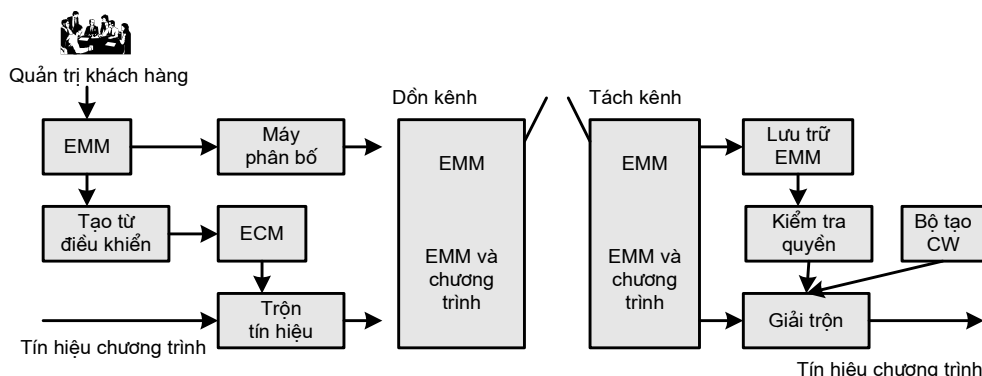 Quản trị khách hàng
EMM
Máy
phân bố
Tạo từ
điều khiển
ECM
Trộn
tín hiệu
Tín hiệu chương trình
Dồn kênh
EMM
EMM và
chương
trình
Tách kênh
EMM
EMM và
chương
trình
Lưu trữ
EMM
Kiểm tra
quyền
Bộ tạo
CW
Giải trộn
Tín hiệu chương trình